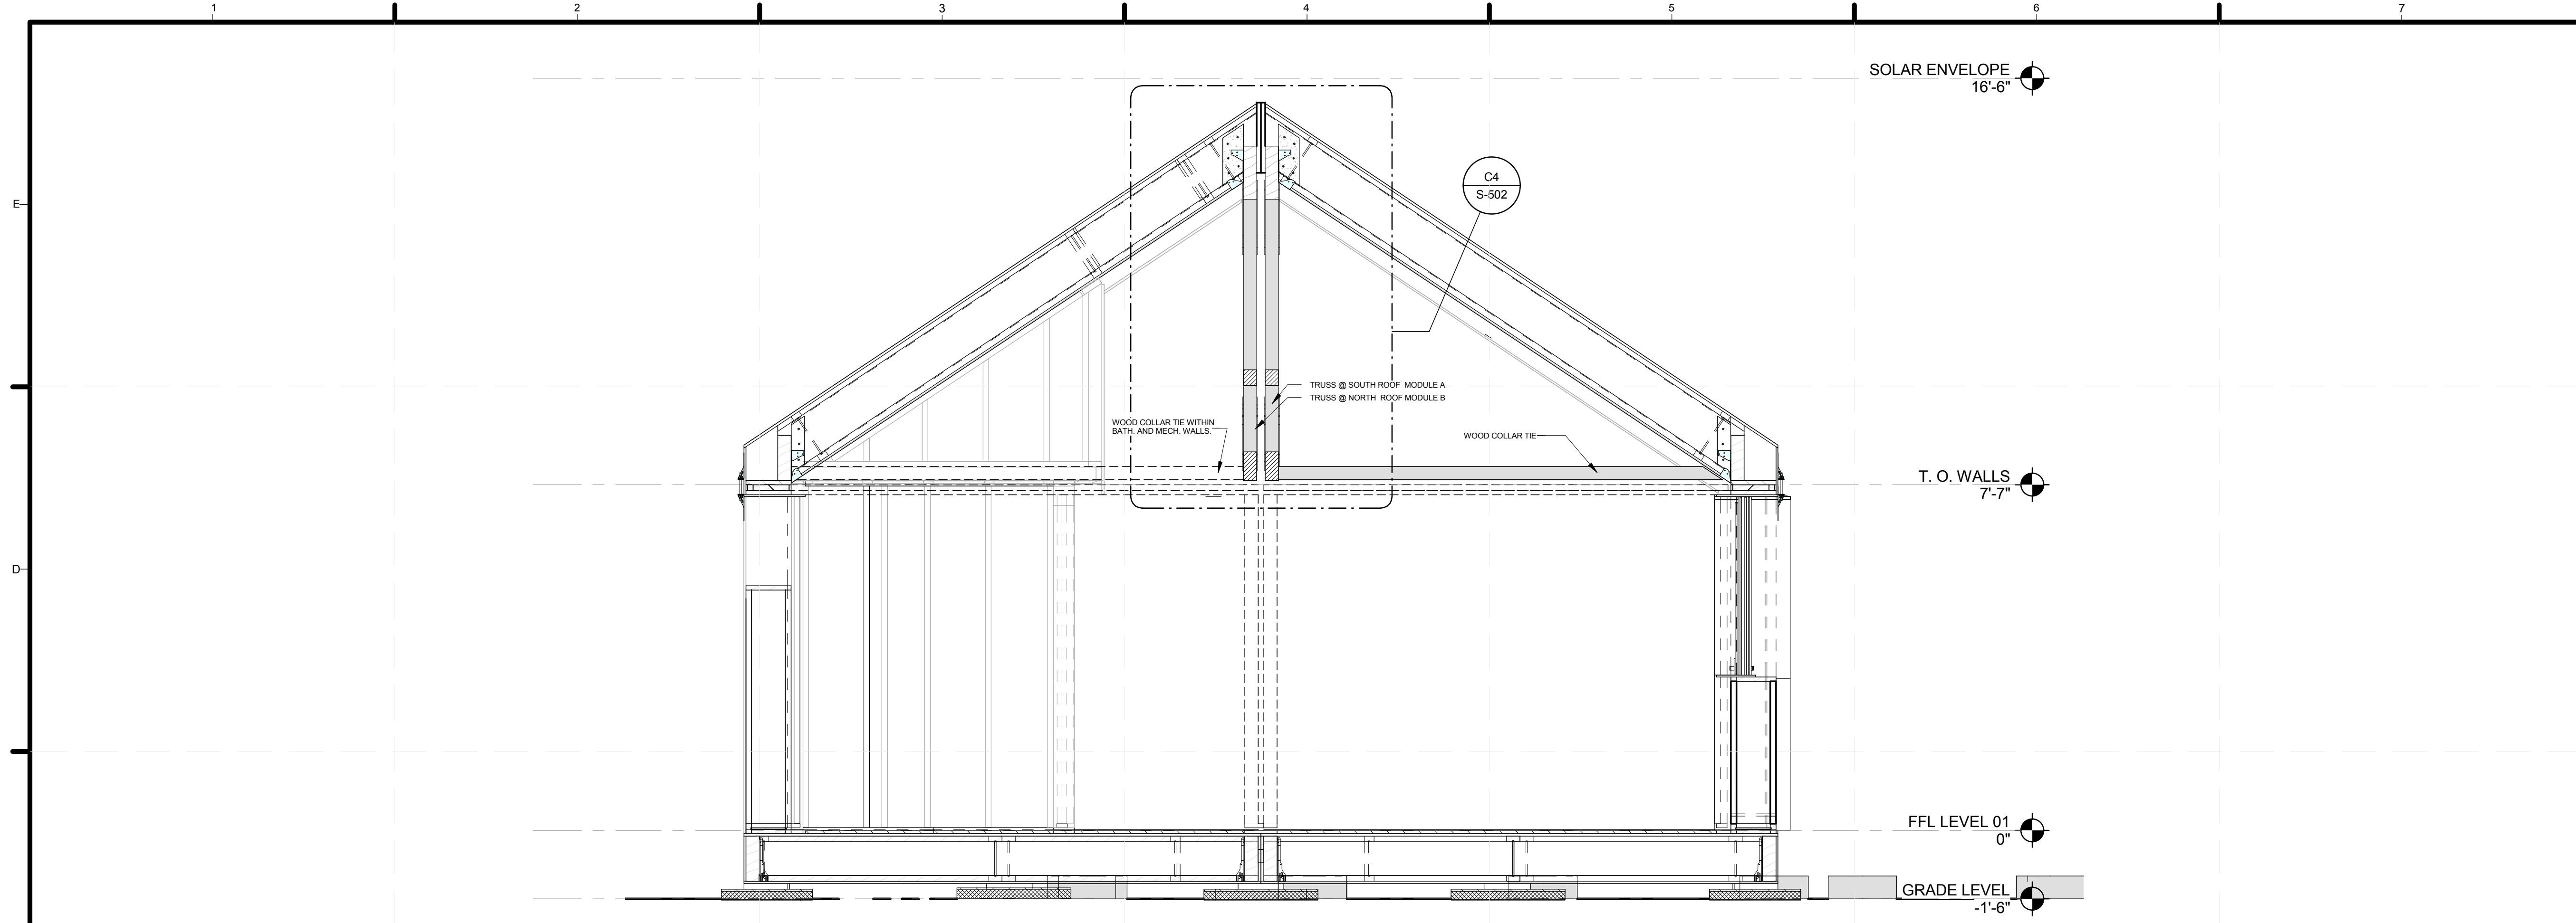 1 2 3 4 5 6 7
SOLAR ENVELOPE
16'-6"
C4
S-502
E
TRUSS @ SOUTH ROOF MODULE A
TRUSS @ NORTH ROOF MODULE B
WOOD COLLAR TIE WITHIN
BATH. AND MECH. WALLS.
WOOD COLLAR TIE
T. O. WALLS
7'-7"
D
FFL LEVEL 01
0"
GRADE LEVEL
-1'-6"